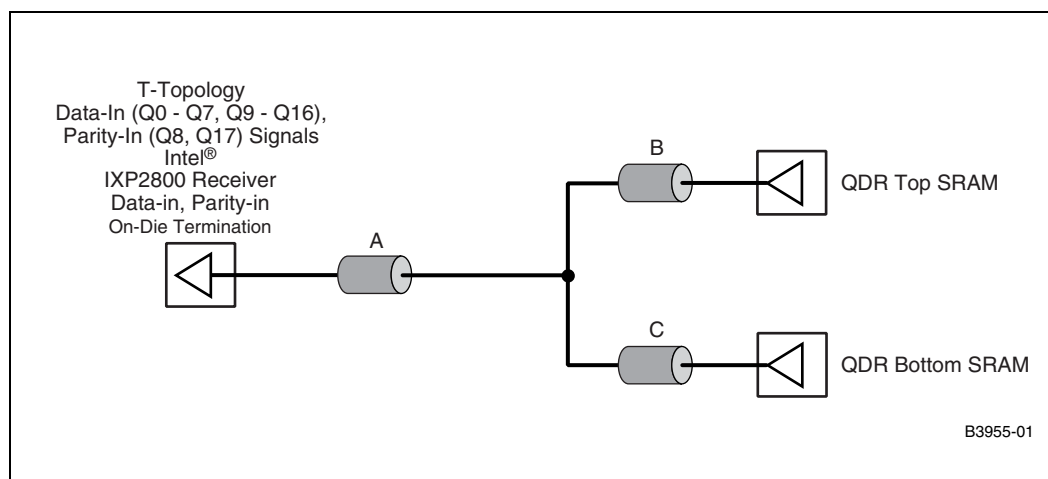 T-Topology
Data-In (Q0 - Q7, Q9 - Q16),
Parity-In (Q8, Q17) Signals
Intel®
IXP2800 Receiver
Data-in, Parity-in
On-Die Termination
A
B
QDR Top SRAM
C
QDR Bottom SRAM
B3955-01